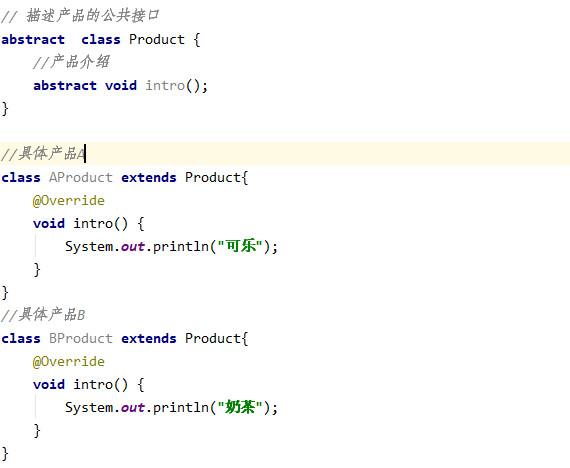 // 描述产品的公共接口
abstract  class Product {
    //产品介绍
    abstract void intro();
}

//具体产品A
class AProduct extends Product{
    @Override
    void intro() {
        System.out.println("可乐");
    }
}
//具体产品B
class BProduct extends Product{
    @Override
    void intro() {
        System.out.println("奶茶");
    }
}